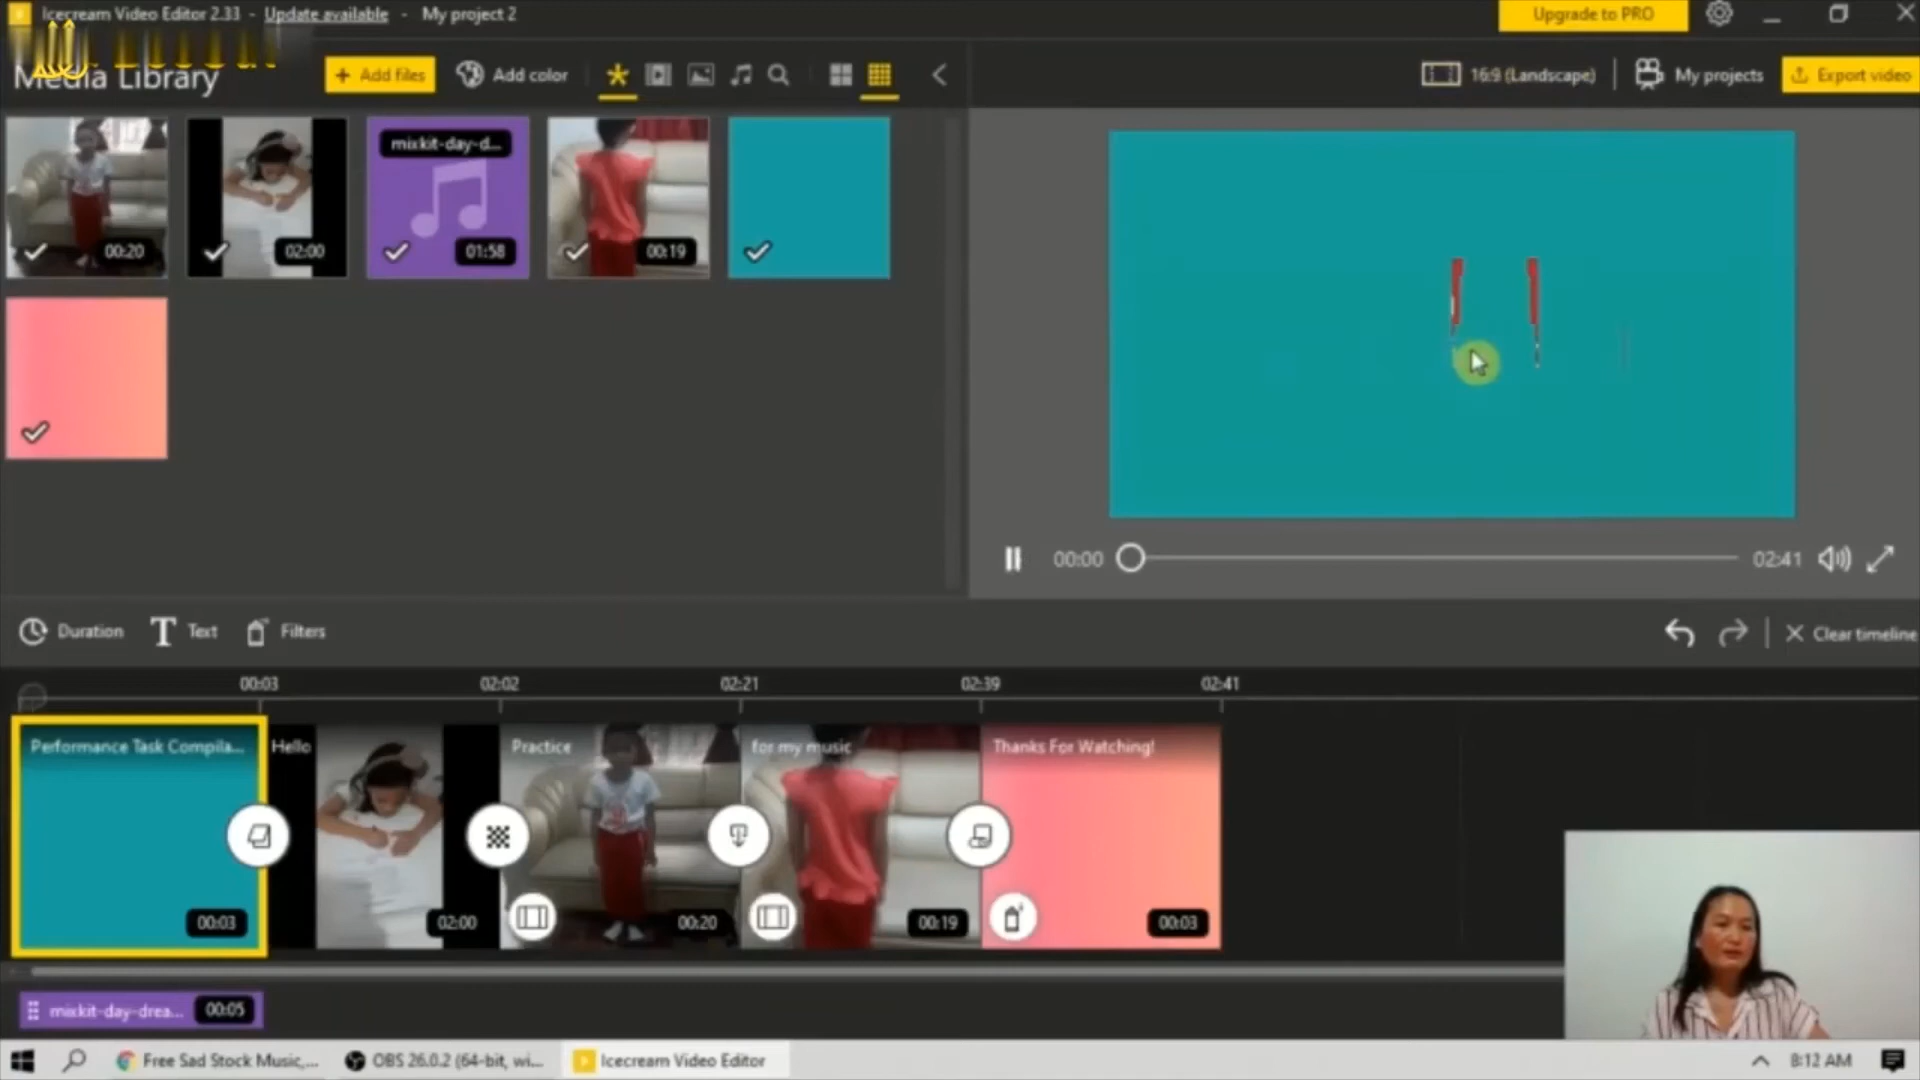 Icecream Video Editor 2.33 - Update available - My project 2
Upgrade to PRO
Media Library
+ Add files
Add color
16:9 (Landscape)
My projects
Export video
00:20
02:00
mixkit-day-d...
01:58
00:19
00:00
02:41
Duration
Text
Filters
Clear timeline
00:03
02:02
02:21
02:39
02:41
Performance Task Compila...
Hello
Practice
for my music
Thanks For Watching!
00:03
02:00
00:20
00:19
00:03
mixkit-day-drea...
00:05
Free Sad Stock Music,...
OBS 26.0.2 (64-bit, wi...
Icecream Video Editor
8:12 AM